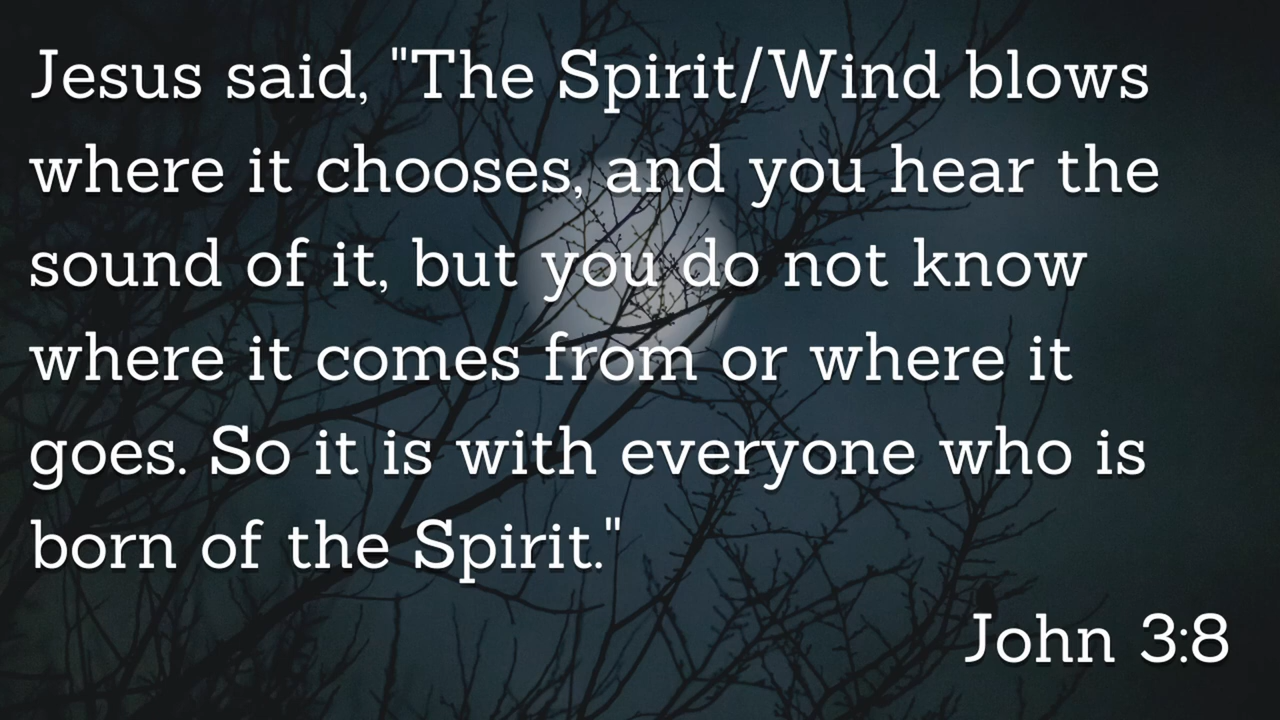 Jesus said, "The Spirit/Wind blows
where it chooses, and you hear the
sound of it, but you do not know
where it comes from or where it
goes. So it is with everyone who is
born of the Spirit."
John 3:8